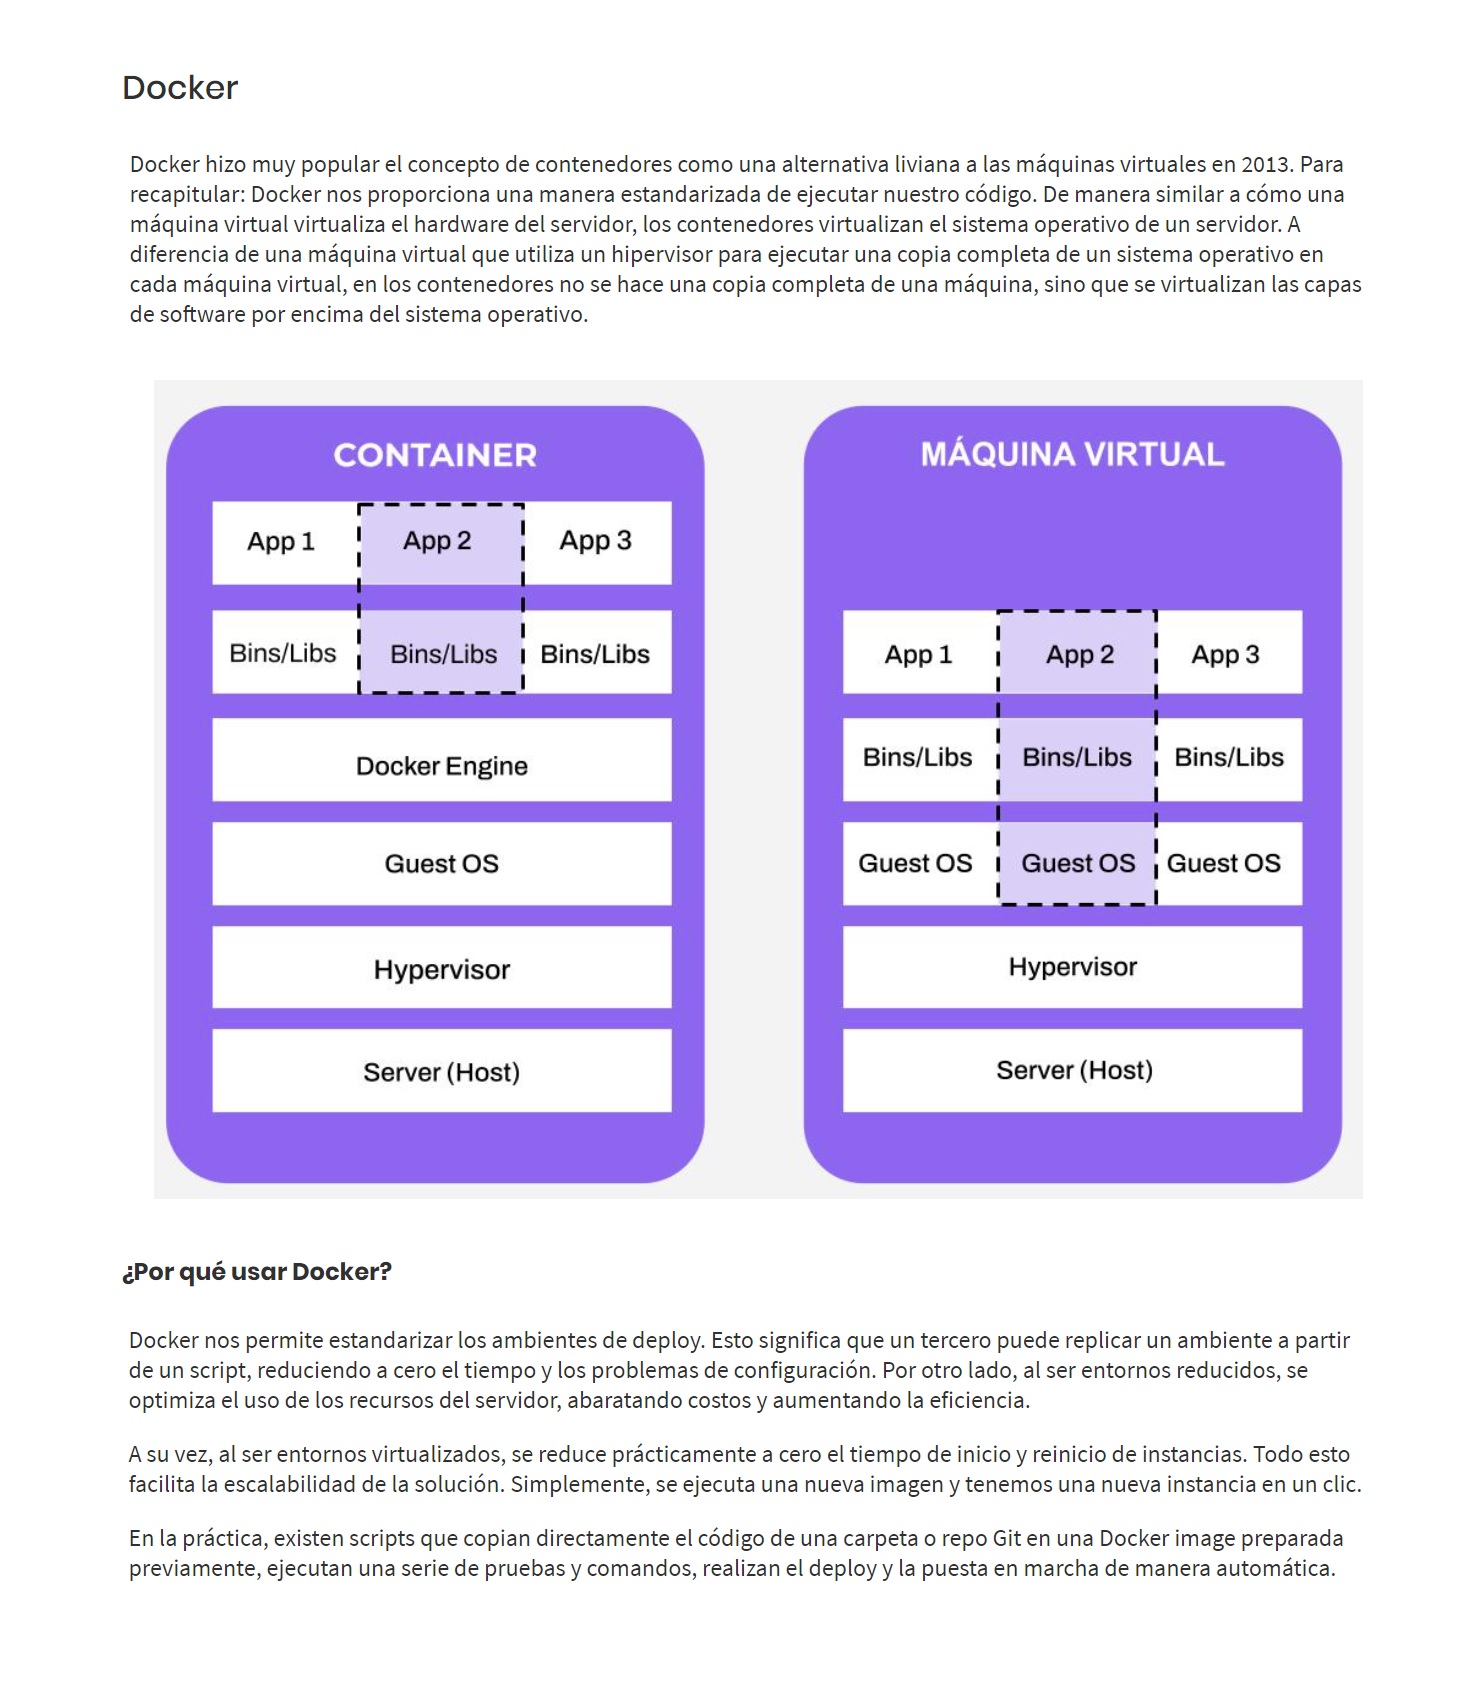 Docker
Docker hizo muy popular el concepto de contenedores como una alternativa liviana a las máquinas virtuales en 2013. Para
recapitular: Docker nos proporciona una manera estandarizada de ejecutar nuestro código. De manera similar a cómo una
máquina virtual virtualiza el hardware del servidor, los contenedores virtualizan el sistema operativo de un servidor. A
diferencia de una máquina virtual que utiliza un hipervisor para ejecutar una copia completa de un sistema operativo en
cada máquina virtual, en los contenedores no se hace una copia completa de una máquina, sino que se virtualizan las capas
de software por encima del sistema operativo.
CONTAINER
App 1 App 2 App 3
Bins/Libs Bins/Libs Bins/Libs
Docker Engine
Guest OS
Hypervisor
Server (Host)
MÁQUINA VIRTUAL
App 1 App 2 App 3
Bins/Libs Bins/Libs Bins/Libs
Guest OS Guest OS Guest OS
Hypervisor
Server (Host)
¿Por qué usar Docker?
Docker nos permite estandarizar los ambientes de deploy. Esto significa que un tercero puede replicar un ambiente a partir
de un script, reduciendo a cero el tiempo y los problemas de configuración. Por otro lado, al ser entornos reducidos, se
optimiza el uso de los recursos del servidor, abaratando costos y aumentando la eficiencia.
A su vez, al ser entornos virtualizados, se reduce prácticamente a cero el tiempo de inicio y reinicio de instancias. Todo esto
facilita la escalabilidad de la solución. Simplemente, se ejecuta una nueva imagen y tenemos una nueva instancia en un clic.
En la práctica, existen scripts que copian directamente el código de una carpeta o repo Git en una Docker image preparada
previamente, ejecutan una serie de pruebas y comandos, realizan el deploy y la puesta en marcha de manera automática.